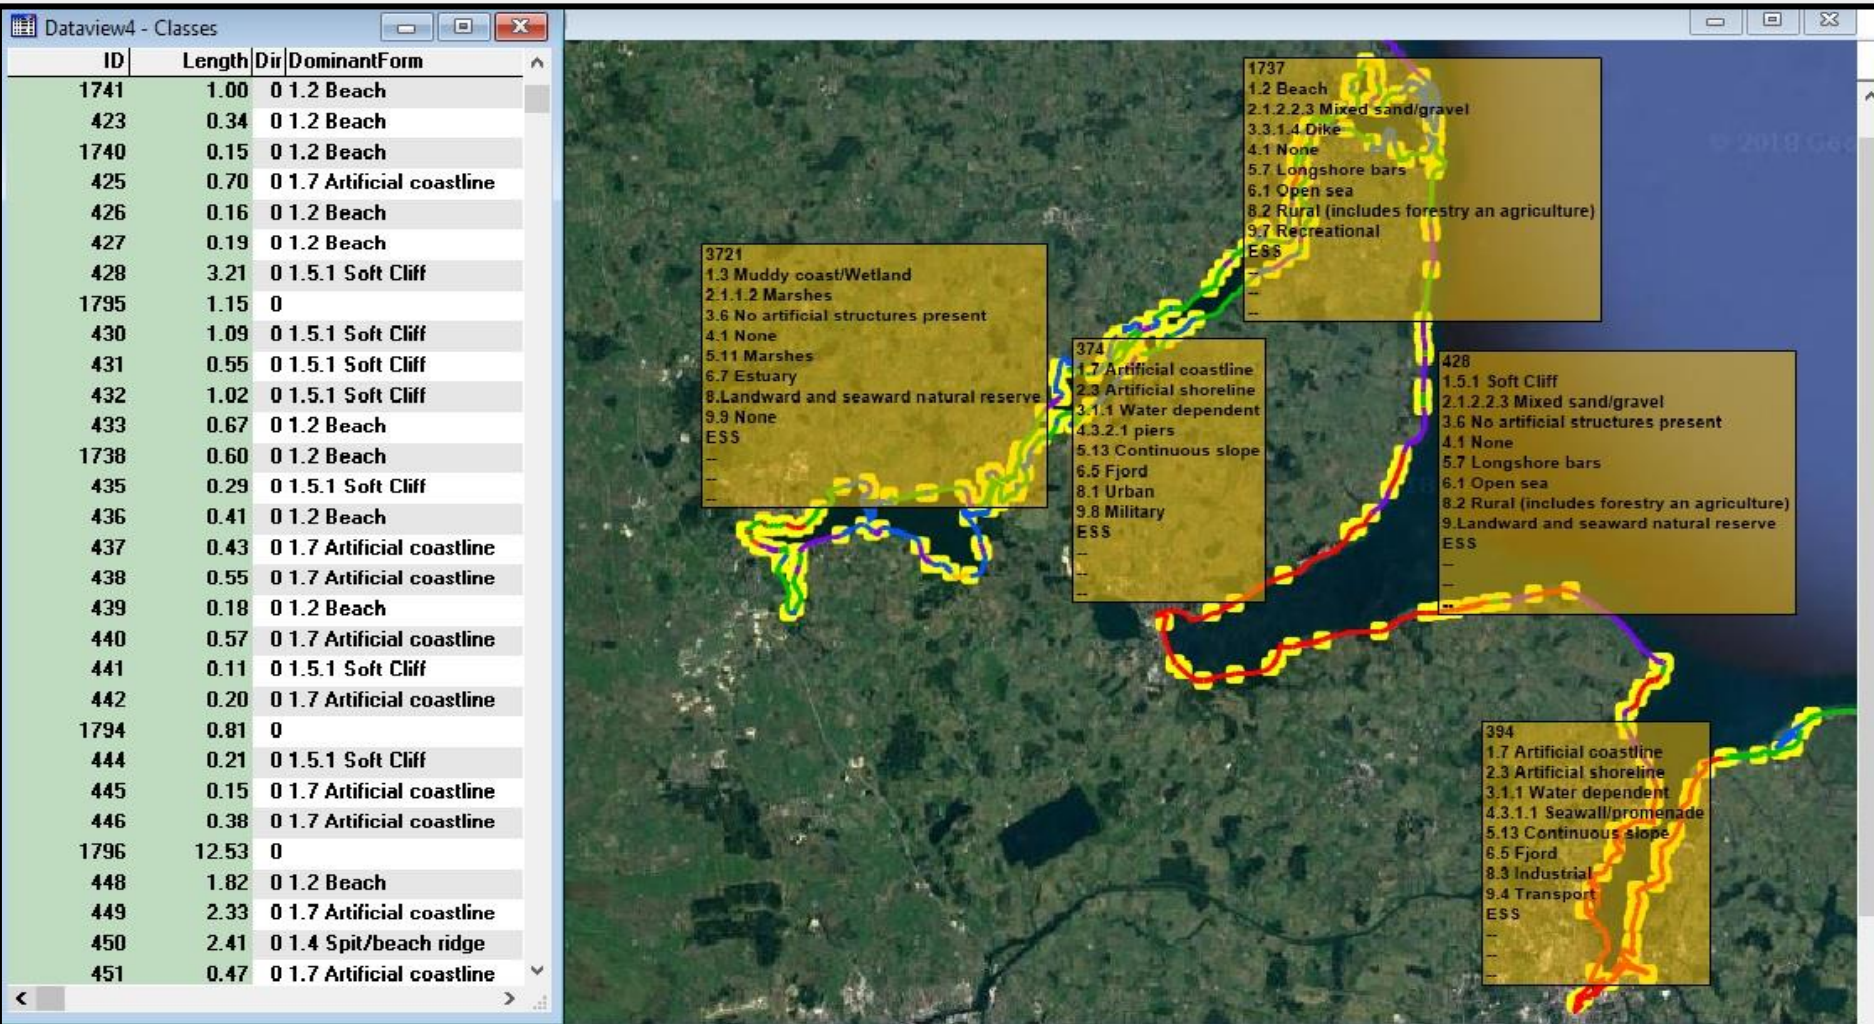 Dataview4 - Classes
ID Length Dir DominantForm
1741 1.00 0 1.2 Beach
423 0.34 0 1.2 Beach
1740 0.15 0 1.2 Beach
425 0.70 0 1.7 Artificial coastline
426 0.16 0 1.2 Beach
427 0.19 0 1.2 Beach
428 3.21 0 1.5.1 Soft Cliff
1795 1.15 0
430 1.09 0 1.5.1 Soft Cliff
431 0.55 0 1.5.1 Soft Cliff
432 1.02 0 1.5.1 Soft Cliff
433 0.67 0 1.2 Beach
1738 0.60 0 1.2 Beach
435 0.29 0 1.5.1 Soft Cliff
436 0.41 0 1.2 Beach
437 0.43 0 1.7 Artificial coastline
438 0.55 0 1.7 Artificial coastline
439 0.18 0 1.2 Beach
440 0.57 0 1.7 Artificial coastline
441 0.11 0 1.5.1 Soft Cliff
442 0.20 0 1.7 Artificial coastline
1794 0.81 0
444 0.21 0 1.5.1 Soft Cliff
445 0.15 0 1.7 Artificial coastline
446 0.38 0 1.7 Artificial coastline
1796 12.53 0
448 1.82 0 1.2 Beach
449 2.33 0 1.7 Artificial coastline
450 2.41 0 1.4 Spit/beach ridge
451 0.47 0 1.7 Artificial coastline
1737
1.2 Beach
2.1.2.2.3 Mixed sand/gravel
3.3.1.4 Dike
4.1 None
5.7 Longshore bars
6.1 Open sea
8.2 Rural (includes forestry an agriculture)
9.7 Recreational
ESS
--
--
--
© 2018
3721
1.3 Muddy coast/Wetland
2.1.1.2 Marshes
3.6 No artificial structures present
4.1 None
5.11 Marshes
6.7 Estuary
8.Landward and seaward natural reserve
9.9 None
ESS
--
--
--
374
1.7 Artificial coastline
2.3 Artificial shoreline
3.1.1 Water dependent
4.3.2.1 piers
5.13 Continuous slope
6.5 Fjord
8.1 Urban
9.8 Military
ESS
--
--
--
428
1.5.1 Soft Cliff
2.1.2.2.3 Mixed sand/gravel
3.6 No artificial structures present
4.1 None
5.7 Longshore bars
6.1 Open sea
8.2 Rural (includes forestry an agriculture)
9.Landward and seaward natural reserve
ESS
--
--
--
394
1.7 Artificial coastline
2.3 Artificial shoreline
3.1.1 Water dependent
4.3.1.1 Seawall/promenade
5.13 Continuous slope
6.5 Fjord
8.3 Industrial
9.4 Transport
ESS
--
--
--